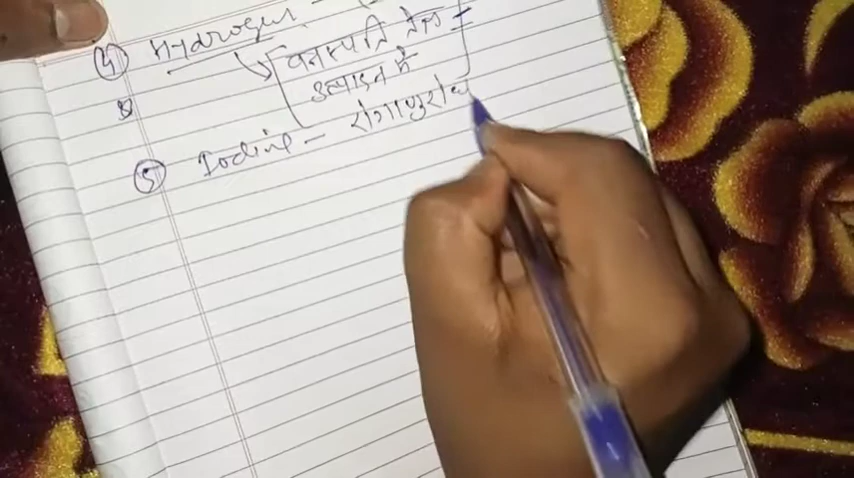 ④ Hydrogen -
वनस्पति तेल
उत्पादन में
⑤ Iodine - रोगाणुरोध